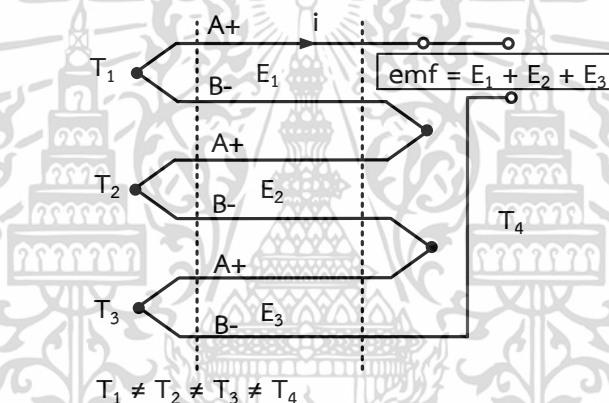 A+ i
T₁ E₁ emf = E₁ + E₂ + E₃
B-
A+
T₂ E₂
B- T₄
A+
T₃ E₃
B-
T₁ ≠ T₂ ≠ T₃ ≠ T₄